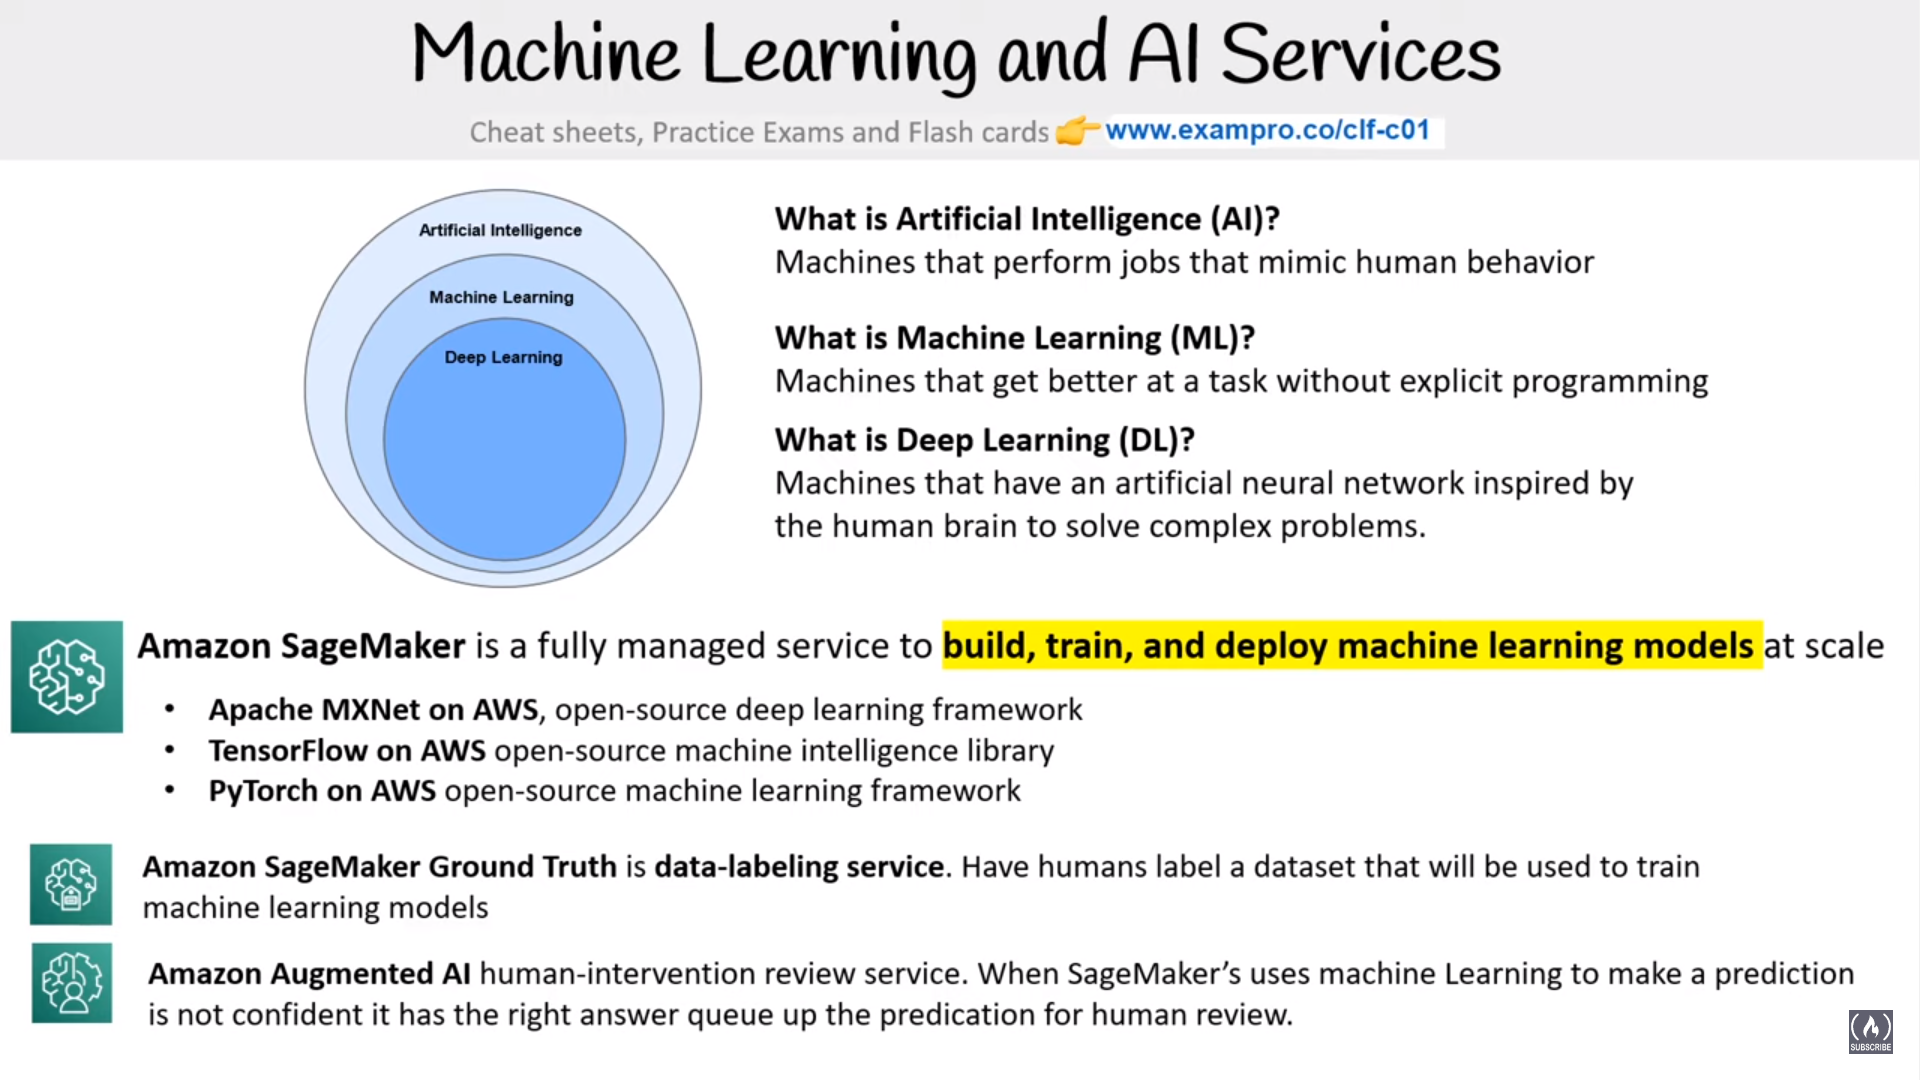 Machine Learning and AI Services
Cheat sheets, Practice Exams and Flash cards 👉 www.exampro.co/clf-c01
Artificial Intelligence
Machine Learning
Deep Learning
What is Artificial Intelligence (AI)?
Machines that perform jobs that mimic human behavior
What is Machine Learning (ML)?
Machines that get better at a task without explicit programming
What is Deep Learning (DL)?
Machines that have an artificial neural network inspired by
the human brain to solve complex problems.
Amazon SageMaker is a fully managed service to build, train, and deploy machine learning models at scale
• Apache MXNet on AWS, open-source deep learning framework
• TensorFlow on AWS open-source machine intelligence library
• PyTorch on AWS open-source machine learning framework
Amazon SageMaker Ground Truth is data-labeling service. Have humans label a dataset that will be used to train
machine learning models
Amazon Augmented AI human-intervention review service. When SageMaker’s uses machine Learning to make a prediction
is not confident it has the right answer queue up the predication for human review.
SUBSCRIBE